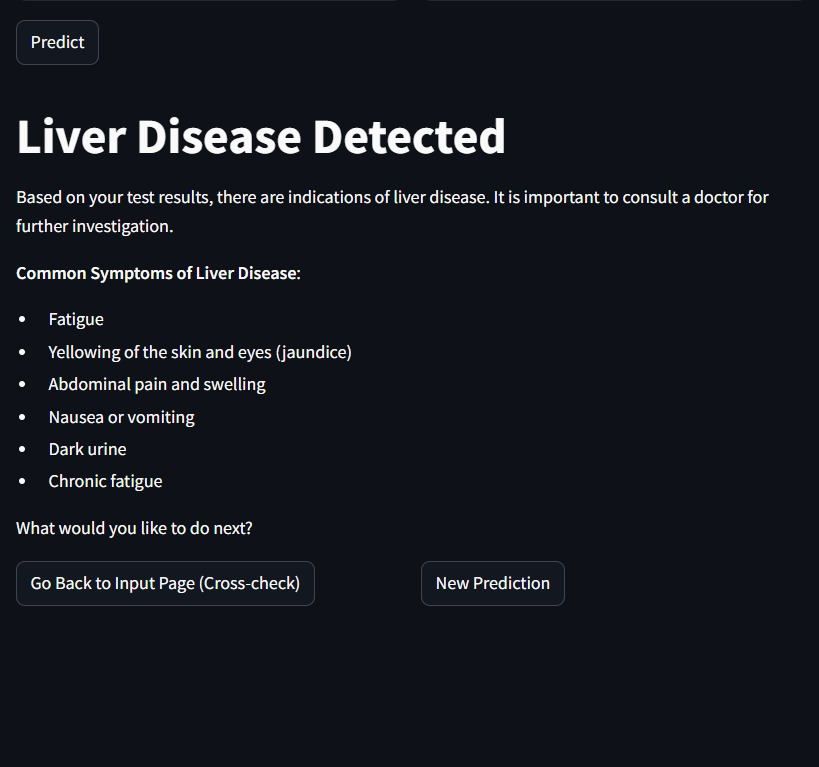 Predict
Liver Disease Detected
Based on your test results, there are indications of liver disease. It is important to consult a doctor for
further investigation.
Common Symptoms of Liver Disease:
• Fatigue
• Yellowing of the skin and eyes (jaundice)
• Abdominal pain and swelling
• Nausea or vomiting
• Dark urine
• Chronic fatigue
What would you like to do next?
Go Back to Input Page (Cross-check)
New Prediction